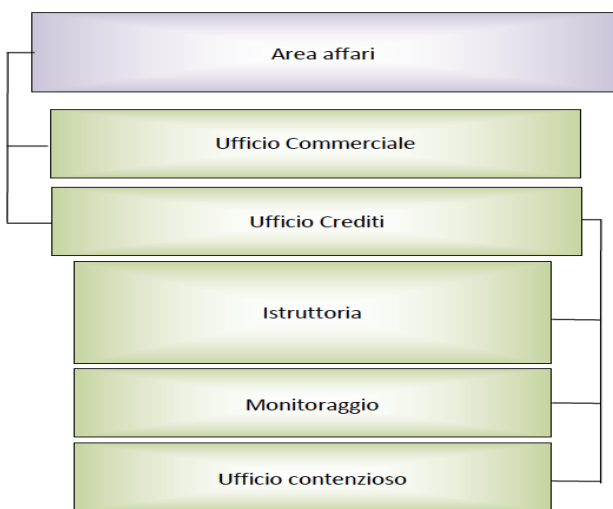 Area affari
Ufficio Commerciale
Ufficio Crediti
Istruttoria
Monitoraggio
Ufficio contenzioso